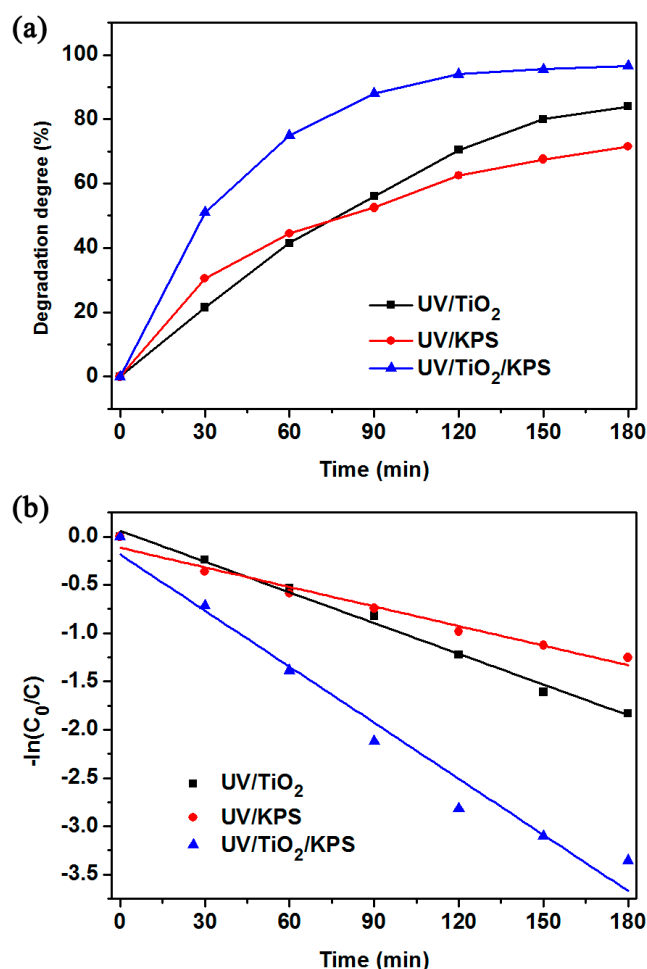 (a)
100
80
60
40
20
0
Degradation degree (%)
UV/TiO2
UV/KPS
UV/TiO2/KPS
0 30 60 90 120 150 180
Time (min)
(b)
0.0
-0.5
-1.0
-1.5
-2.0
-2.5
-3.0
-3.5
-ln(C0/C)
UV/TiO2
UV/KPS
UV/TiO2/KPS
0 30 60 90 120 150 180
Time (min)